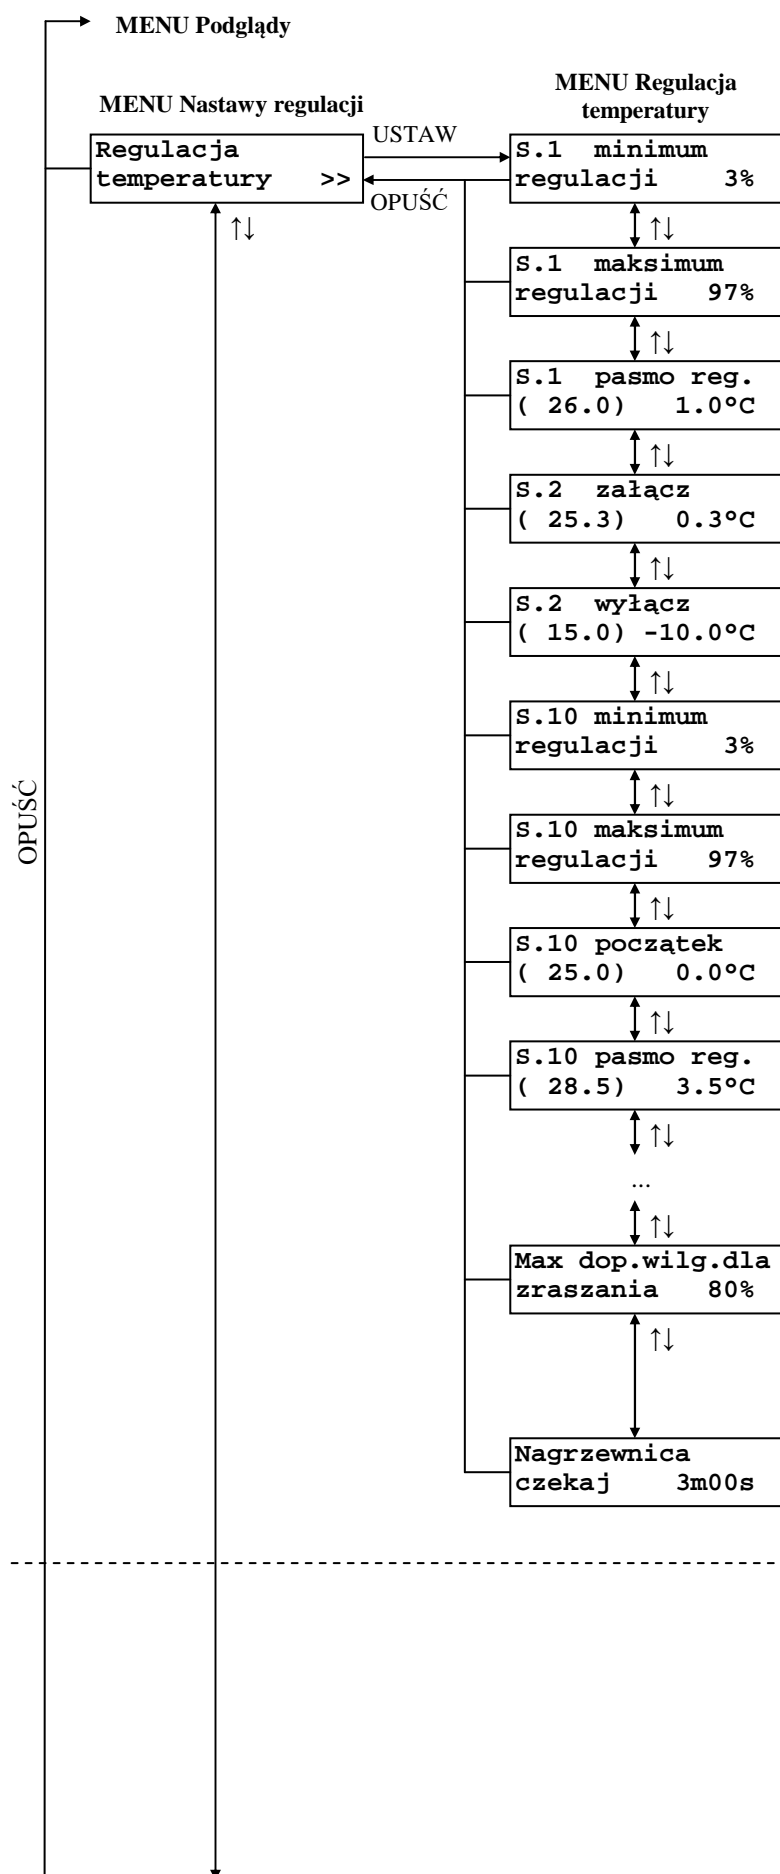 MENU Podglądy
MENU Nastawy regulacji
MENU Regulacja
temperatury
Regulacja
temperatury >>
USTAW
OPUŚĆ
↑↓
S.1 minimum
regulacji 3%
↑↓
S.1 maksimum
regulacji 97%
↑↓
S.1 pasmo reg.
( 26.0) 1.0°C
↑↓
S.2 załącz
( 25.3) 0.3°C
↑↓
S.2 wyłącz
( 15.0) -10.0°C
↑↓
S.10 minimum
regulacji 3%
↑↓
OPUŚĆ
S.10 maksimum
regulacji 97%
↑↓
S.10 początek
( 25.0) 0.0°C
↑↓
S.10 pasmo reg.
( 28.5) 3.5°C
↑↓
...
↑↓
Max dop.wilg.dla
zraszania 80%
↑↓
Nagrzewnica
czekaj 3m00s